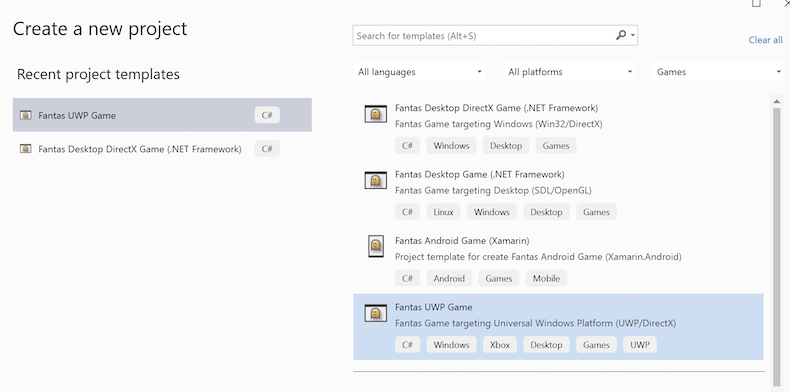 Create a new project
Recent project templates
Fantas UWP Game C#
Fantas Desktop DirectX Game (.NET Framework) C#
Search for templates (Alt+S)
Clear all
All languages All platforms Games
Fantas Desktop DirectX Game (.NET Framework)
Fantas Game targeting Windows (Win32/DirectX)
C# Windows Desktop Games
Fantas Desktop Game (.NET Framework)
Fantas Game targeting Desktop (SDL/OpenGL)
C# Linux Windows Desktop Games
Fantas Android Game (Xamarin)
Project template for create Fantas Android Game (Xamarin.Android)
C# Android Games Mobile
Fantas UWP Game
Fantas Game targeting Universal Windows Platform (UWP/DirectX)
C# Windows Xbox Desktop Games UWP